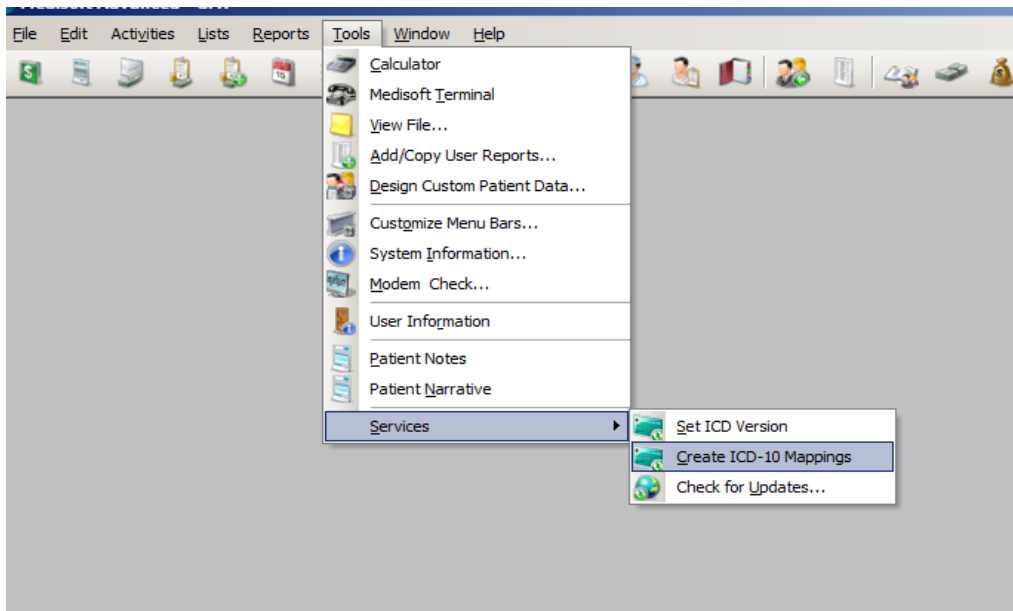 File Edit Activities Lists Reports Tools Window Help
Calculator
Medisoft Terminal
View File...
Add/Copy User Reports...
Design Custom Patient Data...
Customize Menu Bars...
System Information...
Modem Check...
User Information
Patient Notes
Patient Narrative
Services
Set ICD Version
Create ICD-10 Mappings
Check for Updates...